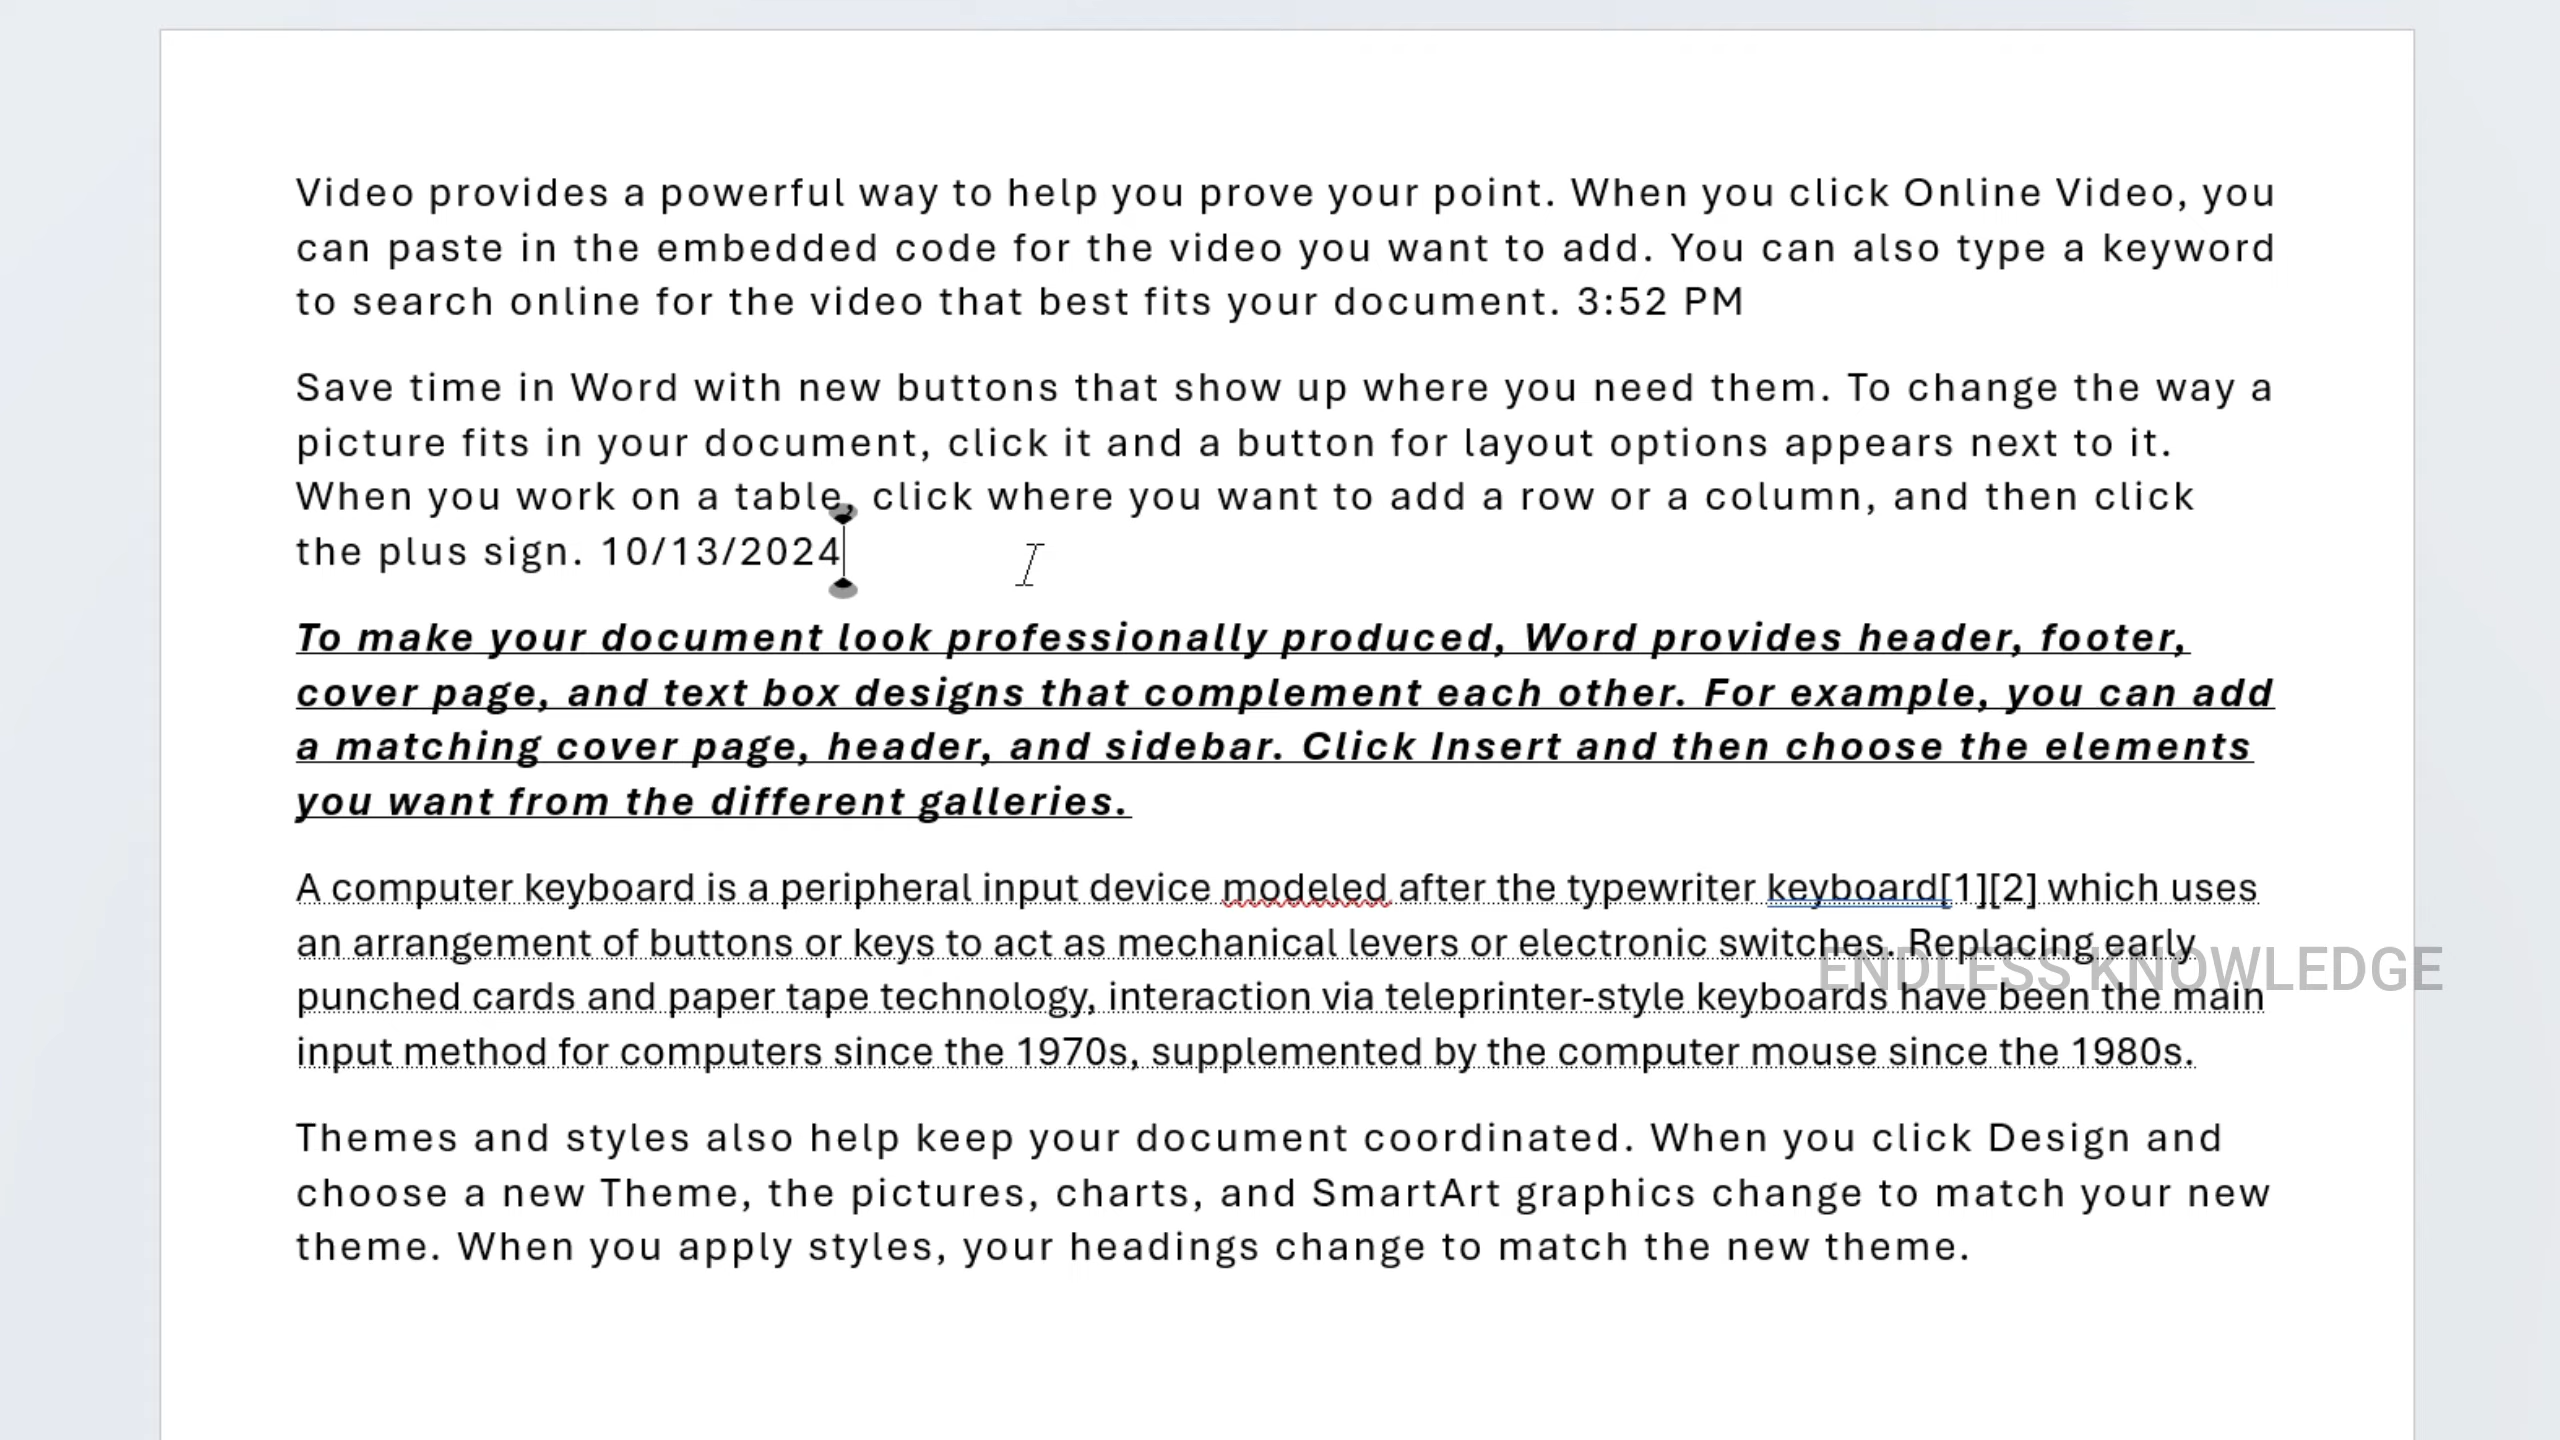 Video provides a powerful way to help you prove your point. When you click Online Video, you
can paste in the embedded code for the video you want to add. You can also type a keyword
to search online for the video that best fits your document. 3:52 PM
Save time in Word with new buttons that show up where you need them. To change the way a
picture fits in your document, click it and a button for layout options appears next to it.
When you work on a table, click where you want to add a row or a column, and then click
the plus sign. 10/13/2024
To make your document look professionally produced, Word provides header, footer,
cover page, and text box designs that complement each other. For example, you can add
a matching cover page, header, and sidebar. Click Insert and then choose the elements
you want from the different galleries.
A computer keyboard is a peripheral input device modeled after the typewriter keyboard[1][2] which uses
an arrangement of buttons or keys to act as mechanical levers or electronic switches. Replacing early
ENDLESS KNOWLEDGE
punched cards and paper tape technology, interaction via teleprinter-style keyboards have been the main
input method for computers since the 1970s, supplemented by the computer mouse since the 1980s.
Themes and styles also help keep your document coordinated. When you click Design and
choose a new Theme, the pictures, charts, and SmartArt graphics change to match your new
theme. When you apply styles, your headings change to match the new theme.